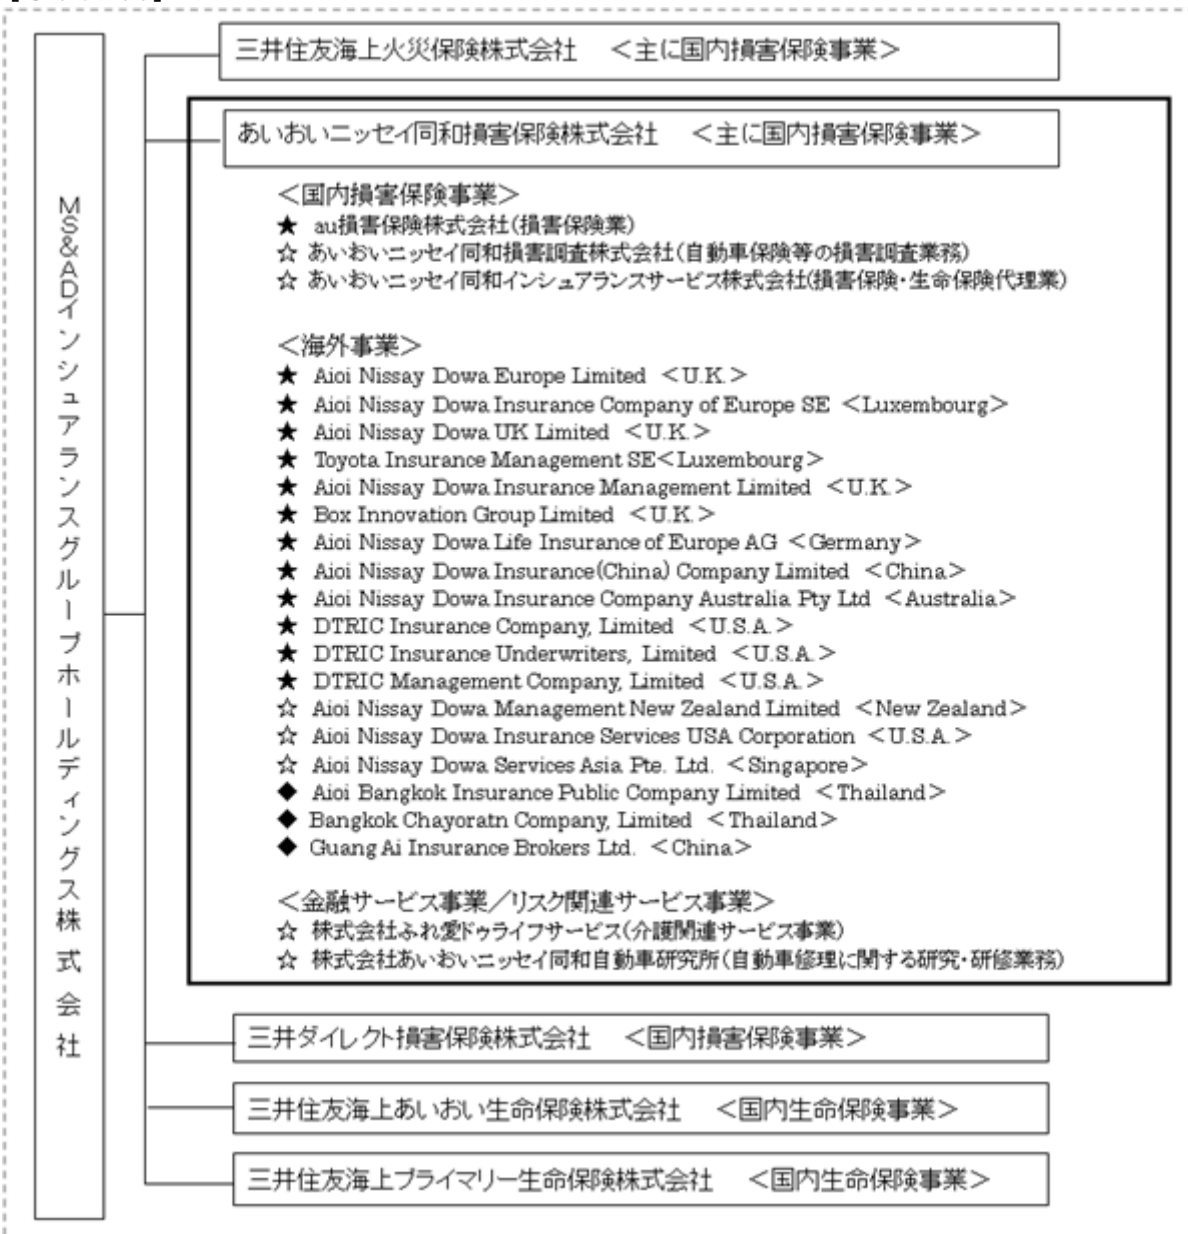 MS&ADインシュアランスグループホールディングス株式会社
三井住友海上火災保険株式会社 ＜主に国内損害保険事業＞
あいおいニッセイ同和損害保険株式会社 ＜主に国内損害保険事業＞
＜国内損害保険事業＞
★ au損害保険株式会社(損害保険業)
☆ あいおいニッセイ同和損害調査株式会社(自動車保険等の損害調査業務)
☆ あいおいニッセイ同和インシュアランスサービス株式会社(損害保険・生命保険代理業)
＜海外事業＞
★ Aioi Nissay Dowa Europe Limited ＜U.K.＞
★ Aioi Nissay Dowa Insurance Company of Europe SE ＜Luxembourg＞
★ Aioi Nissay Dowa UK Limited ＜U.K.＞
★ Toyota Insurance Management SE＜Luxembourg＞
★ Aioi Nissay Dowa Insurance Management Limited ＜U.K.＞
★ Box Innovation Group Limited ＜U.K.＞
★ Aioi Nissay Dowa Life Insurance of Europe AG ＜Germany＞
★ Aioi Nissay Dowa Insurance(China) Company Limited ＜China＞
★ Aioi Nissay Dowa Insurance Company Australia Pty Ltd ＜Australia＞
★ DTRIC Insurance Company, Limited ＜U.S.A.＞
★ DTRIC Insurance Underwriters, Limited ＜U.S.A.＞
★ DTRIC Management Company, Limited ＜U.S.A.＞
☆ Aioi Nissay Dowa Management New Zealand Limited ＜New Zealand＞
☆ Aioi Nissay Dowa Insurance Services USA Corporation ＜U.S.A.＞
☆ Aioi Nissay Dowa Services Asia Pte. Ltd. ＜Singapore＞
◆ Aioi Bangkok Insurance Public Company Limited ＜Thailand＞
◆ Bangkok Chayoratn Company, Limited ＜Thailand＞
◆ Guang Ai Insurance Brokers Ltd. ＜China＞
＜金融サービス事業／リスク関連サービス事業＞
☆ 株式会社ふれ愛ドゥライフサービス(介護関連サービス事業)
☆ 株式会社あいおいニッセイ同和自動車研究所(自動車修理に関する研究・研修業務)
三井ダイレクト損害保険株式会社 ＜国内損害保険事業＞
三井住友海上あいおい生命保険株式会社 ＜国内生命保険事業＞
三井住友海上プライマリー生命保険株式会社 ＜国内生命保険事業＞